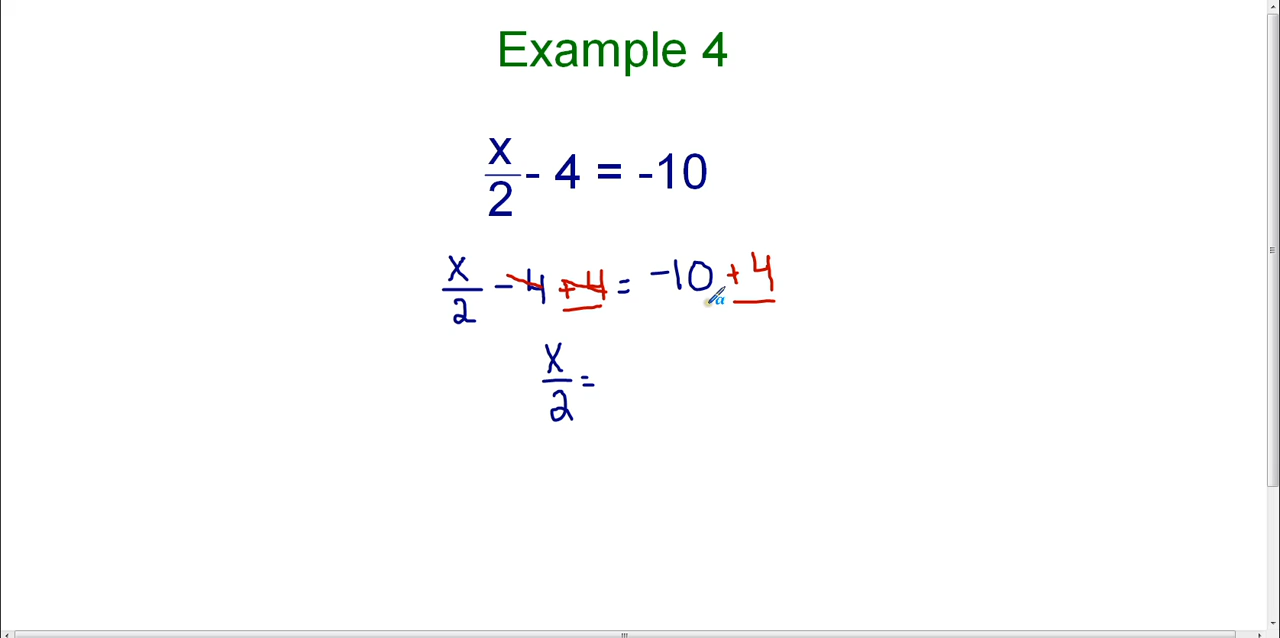 Example 4
x/2 - 4 = -10
x/2 - 4 + 4 = -10 + 4
x/2 =